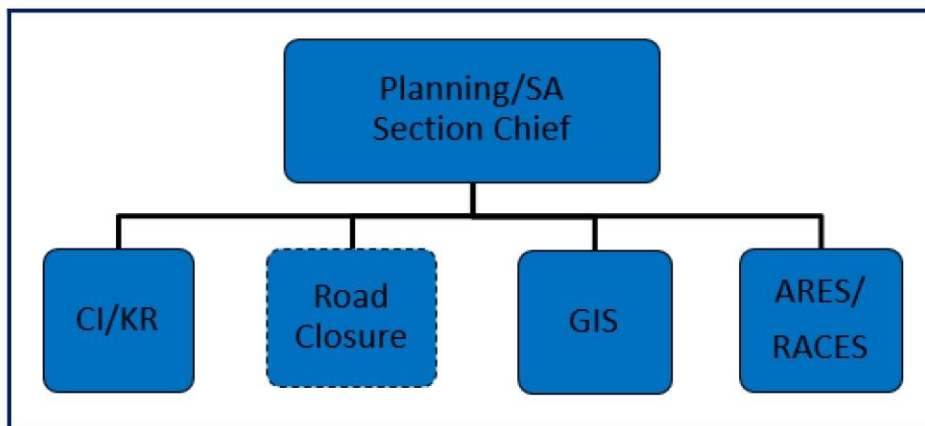 Planning/SA
Section Chief
CI/KR
Road
Closure
GIS
ARES/
RACES